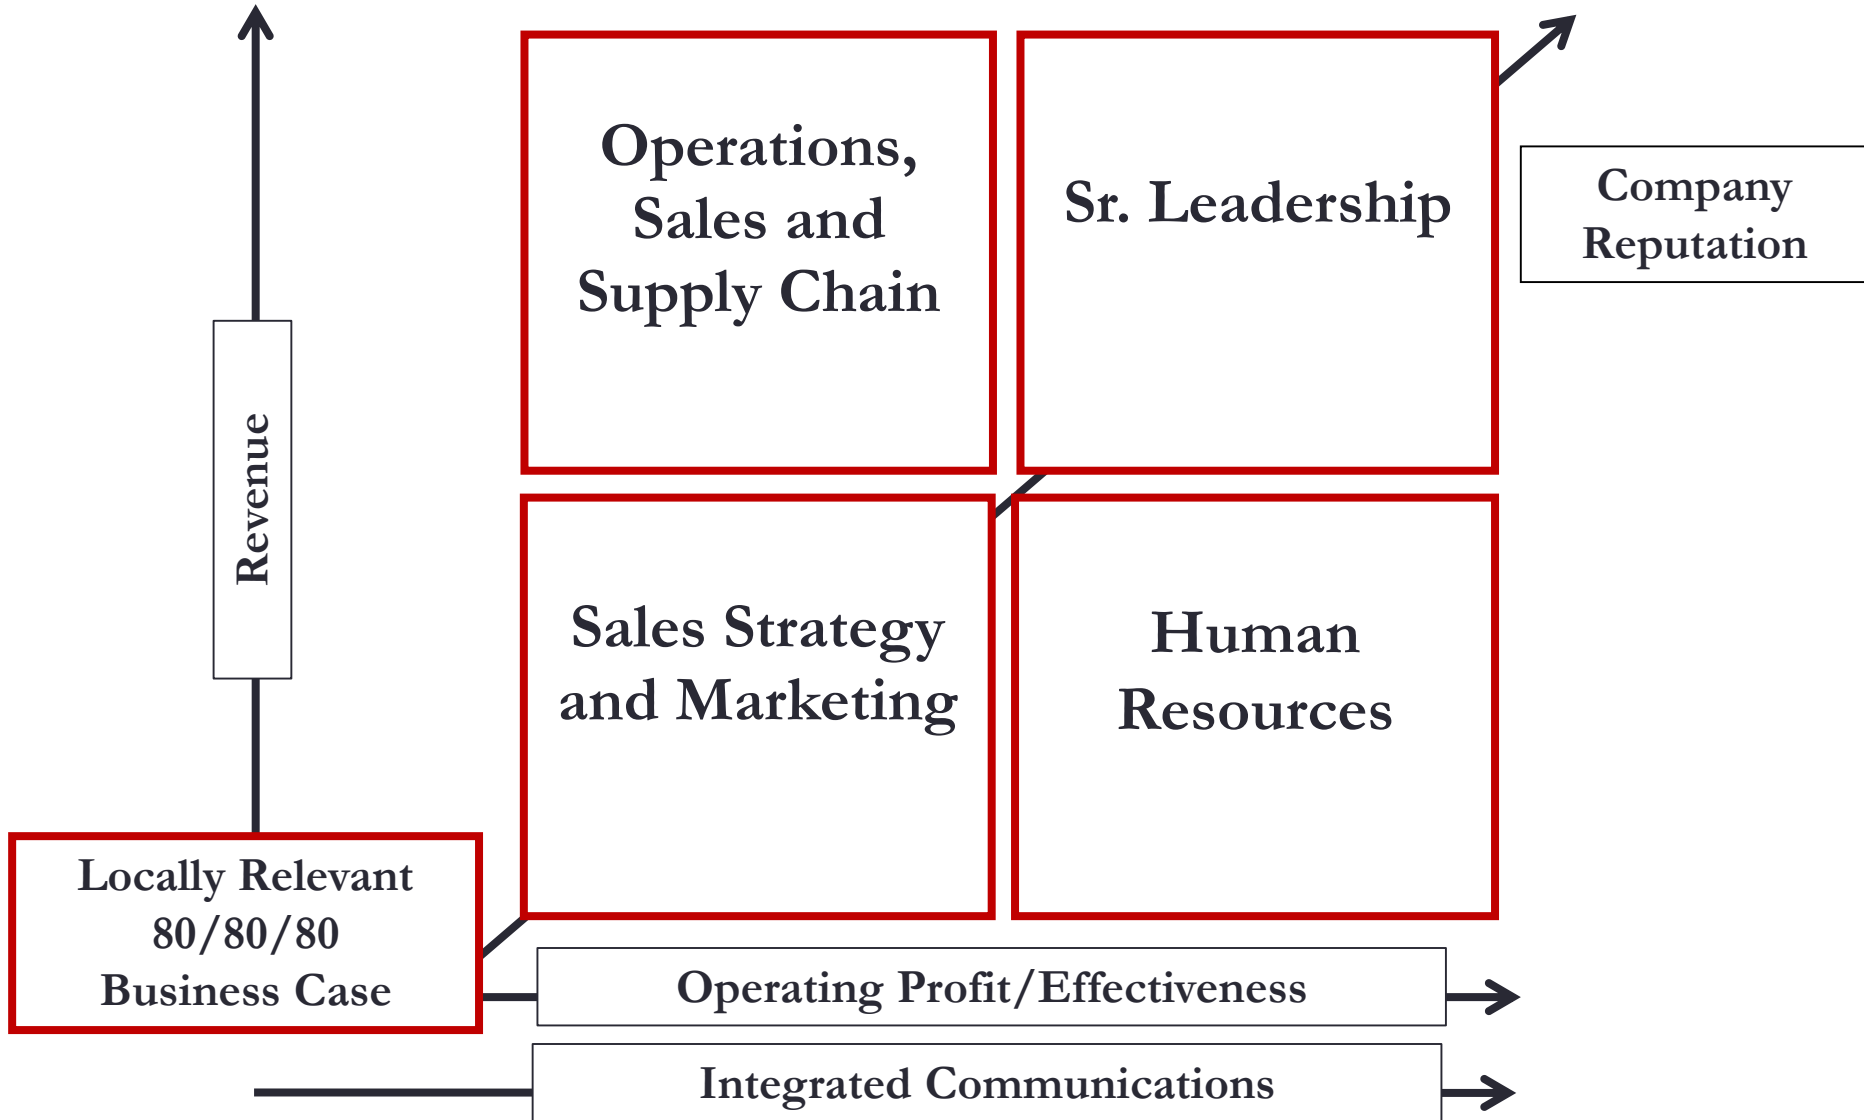 Operations,
Sales and
Supply Chain
Sr. Leadership
Company
Reputation
Revenue
Sales Strategy
and Marketing
Human
Resources
Locally Relevant
80/80/80
Business Case
Operating Profit/Effectiveness
Integrated Communications